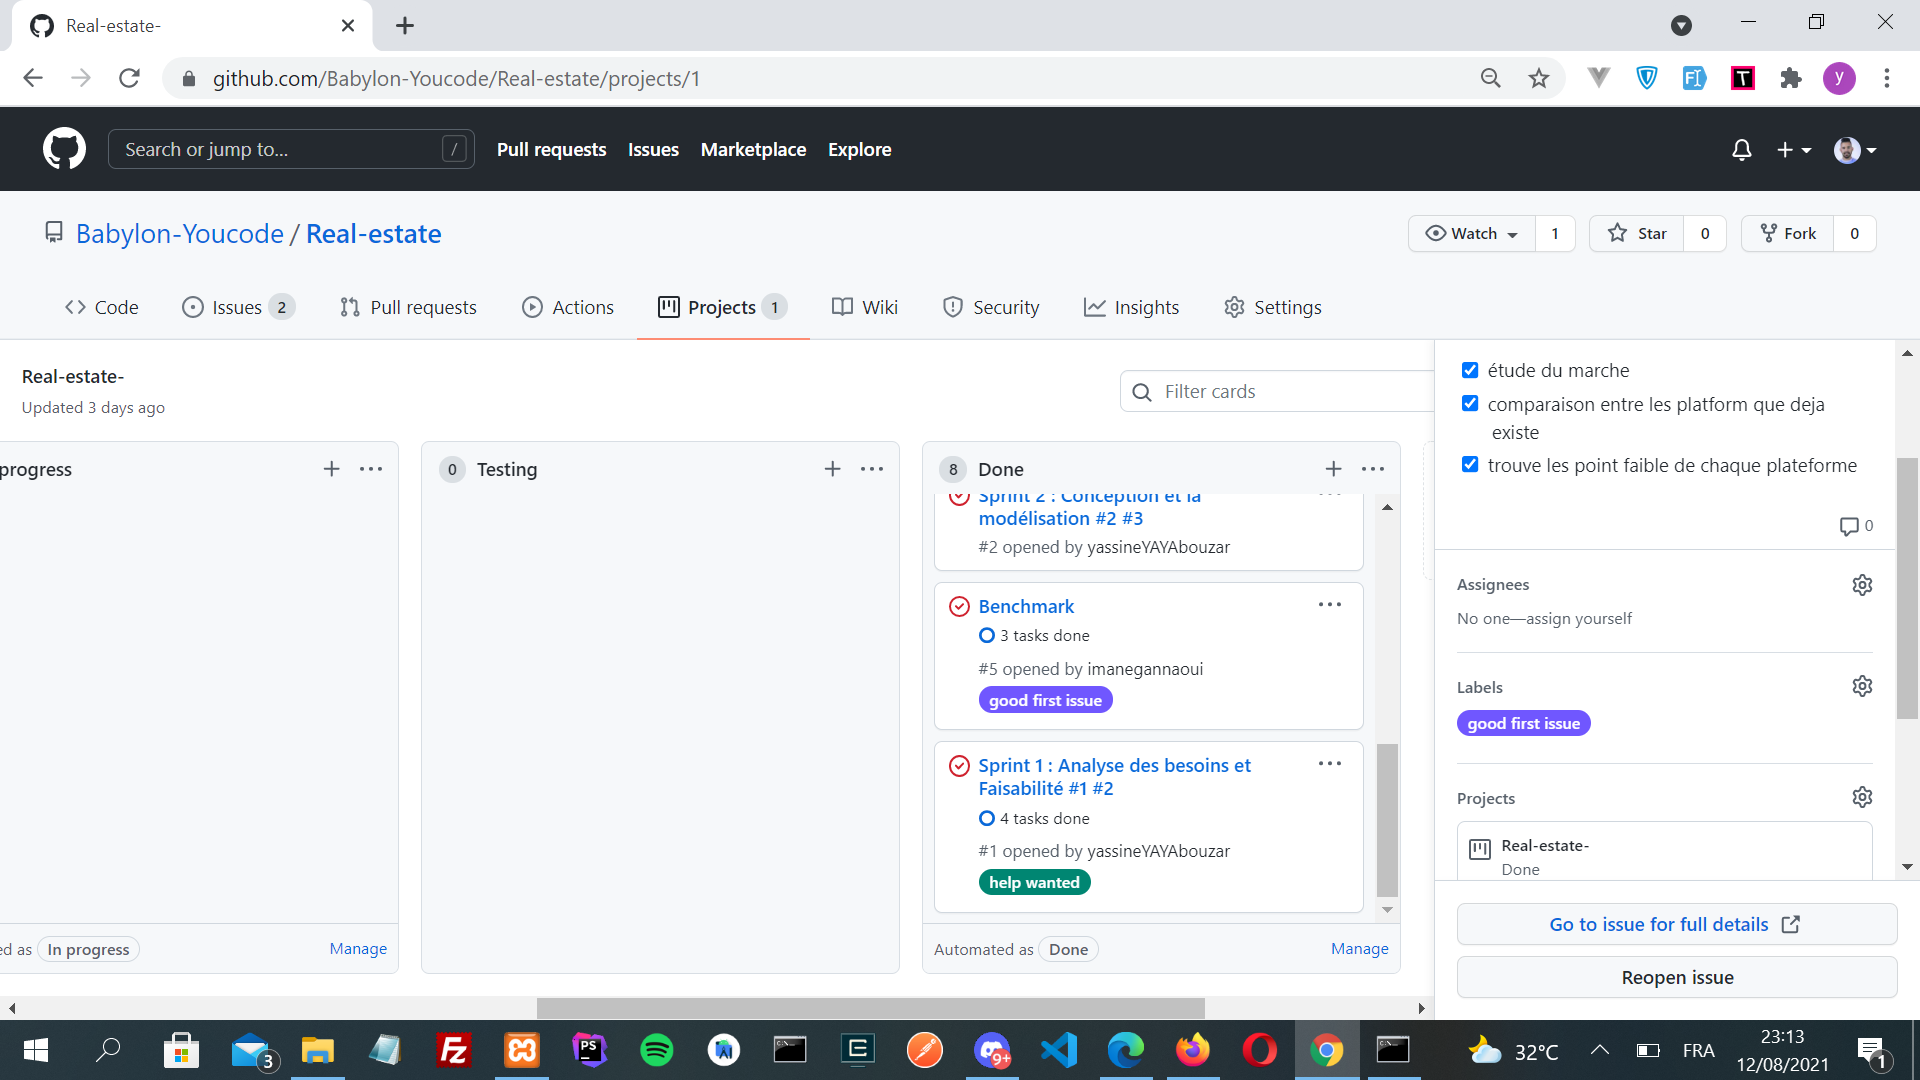 Real-estate-
github.com/Babylon-Youcode/Real-estate/projects/1
y
Search or jump to...
/
Pull requests
Issues
Marketplace
Explore
Babylon-Youcode / Real-estate
Watch
1
Star
0
Fork
0
Code
Issues 2
Pull requests
Actions
Projects 1
Wiki
Security
Insights
Settings
Real-estate-
Updated 3 days ago
Filter cards
progress
ed as In progress
Manage
0 Testing
8 Done
Sprint 2 : Conception et la
modélisation #2 #3
#2 opened by yassineYAYAbouzar
Benchmark
3 tasks done
#5 opened by imanegannaoui
good first issue
Sprint 1 : Analyse des besoins et
Faisabilité #1 #2
4 tasks done
#1 opened by yassineYAYAbouzar
help wanted
Automated as Done
Manage
étude du marche
comparaison entre les platform que deja
existe
trouve les point faible de chaque plateforme
0
Assignees
No one—assign yourself
Labels
good first issue
Projects
Real-estate-
Done
Go to issue for full details
Reopen issue
3
PS
9+
32°C
FRA
23:13
12/08/2021
1